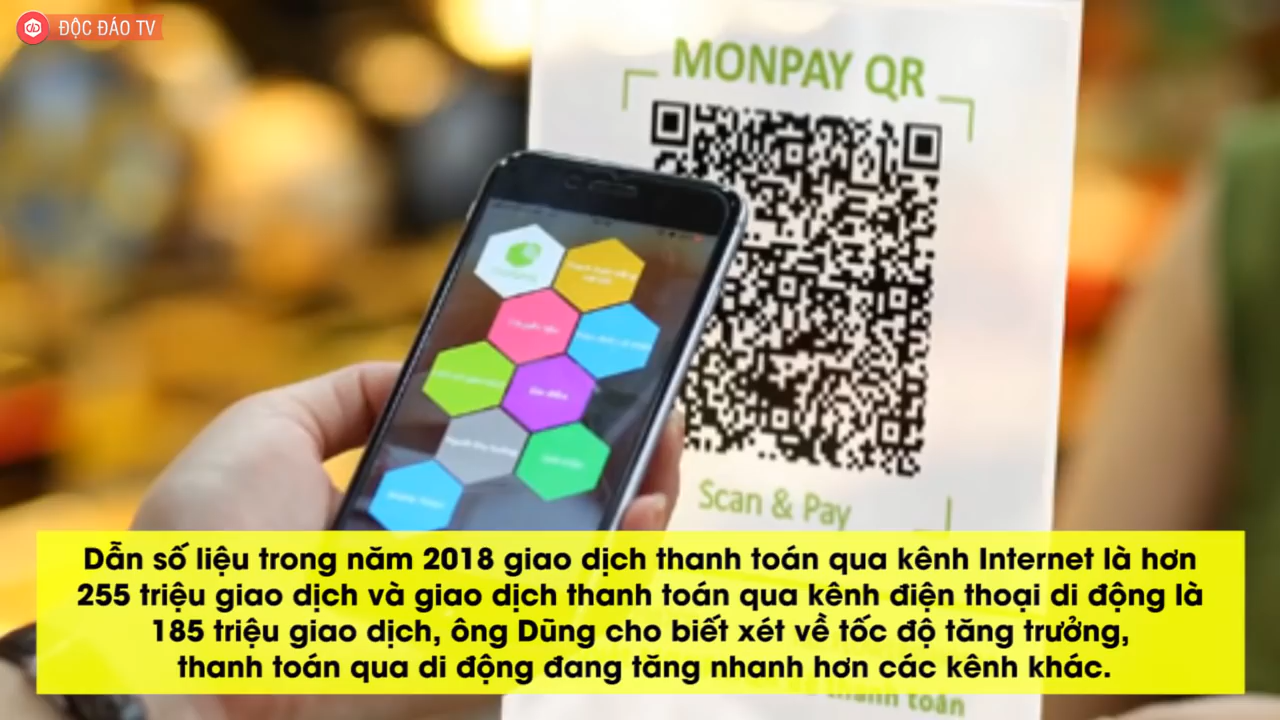 ĐỘC ĐÁO TV
MONPAY QR
Scan & Pay
Dẫn số liệu trong năm 2018 giao dịch thanh toán qua kênh Internet là hơn
255 triệu giao dịch và giao dịch thanh toán qua kênh điện thoại di động là
185 triệu giao dịch, ông Dũng cho biết xét về tốc độ tăng trưởng,
thanh toán qua di động đang tăng nhanh hơn các kênh khác.
thanh toán